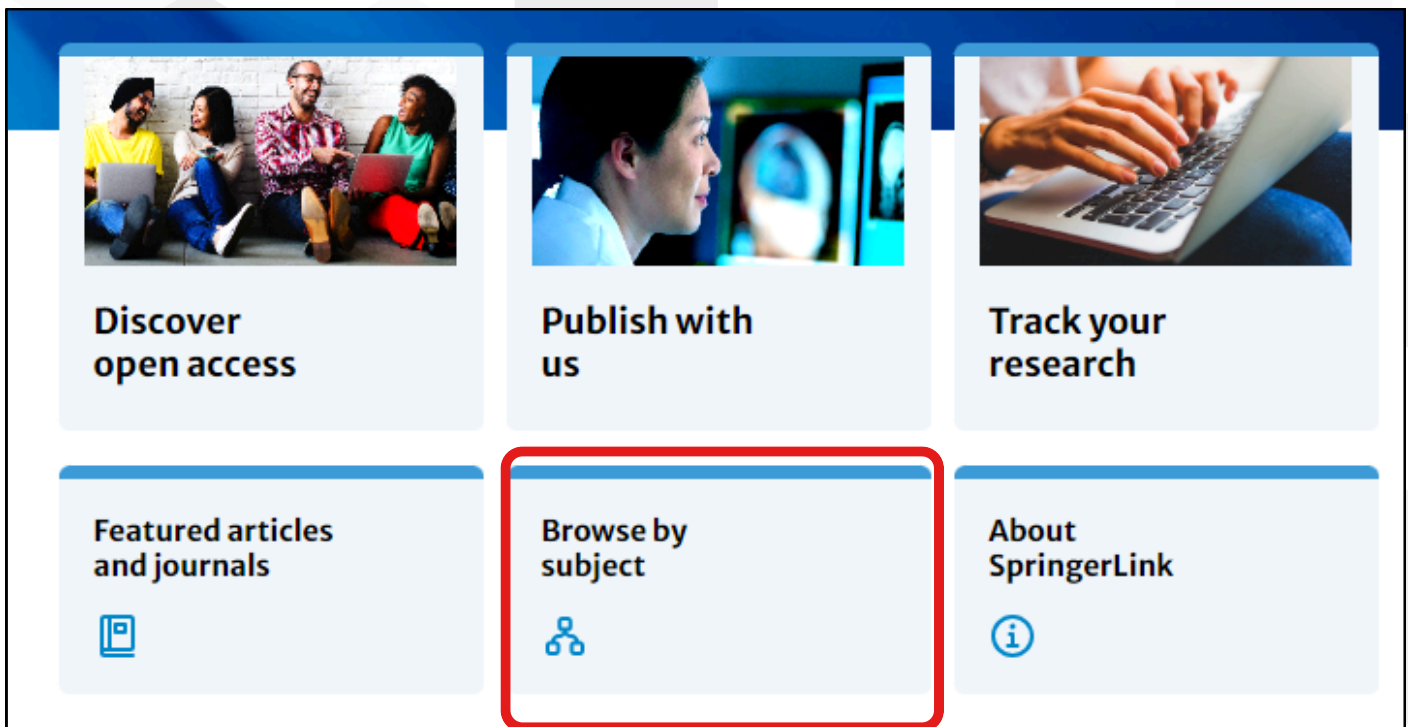 Discover
open access
Publish with
us
Track your
research
Featured articles
and journals
Browse by
subject
About
SpringerLink